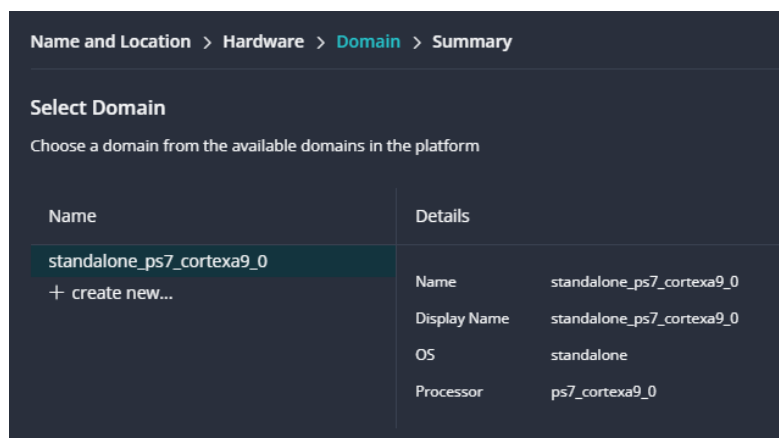 Name and Location > Hardware > Domain > Summary
Select Domain
Choose a domain from the available domains in the platform
Name
standalone_ps7_cortexa9_0
+ create new...
Details
Name standalone_ps7_cortexa9_0
Display Name standalone_ps7_cortexa9_0
OS standalone
Processor ps7_cortexa9_0